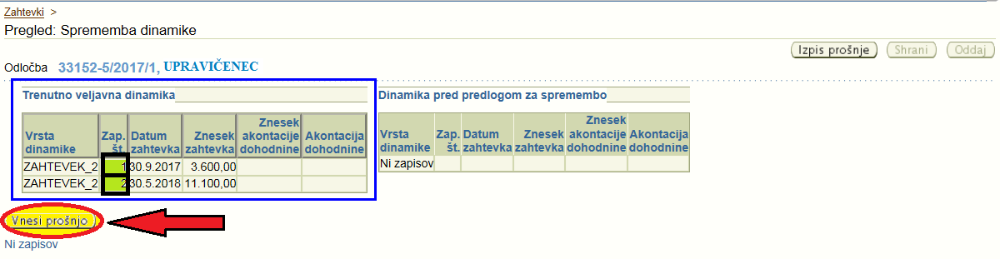 Zahtevki >
Pregled: Sprememba dinamike
Izpis prošnje Shrani Oddaj
Odločba 33152-5/2017/1, UPRAVIČENEC
Trenutno veljavna dinamika
Vrsta dinamike Zap. št. Datum zahtevka Znesek zahtevka Znesek akontacije dohodnine Akontacija dohodnine
ZAHTEVEK_2 1 30.9.2017 3.600,00
ZAHTEVEK_2 2 30.5.2018 11.100,00
Dinamika pred predlogom za spremembo
Vrsta dinamike Zap. št. Datum zahtevka Znesek zahtevka Znesek akontacije dohodnine Akontacija dohodnine
Ni zapisov
Vnesi prošnjo
Ni zapisov